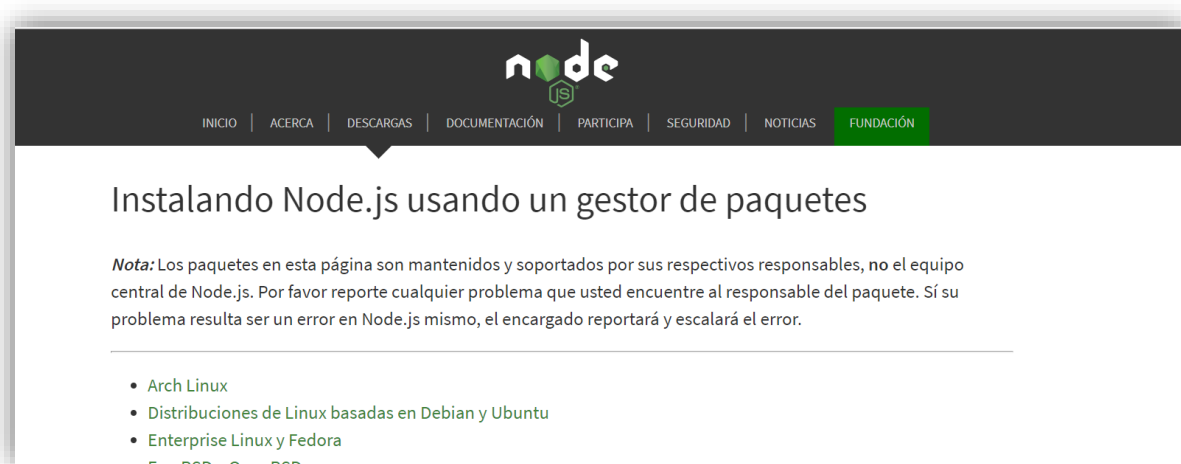 node
JS
INICIO | ACERCA | DESCARGAS | DOCUMENTACIÓN | PARTICIPA | SEGURIDAD | NOTICIAS FUNDACIÓN
Instalando Node.js usando un gestor de paquetes
Nota: Los paquetes en esta página son mantenidos y soportados por sus respectivos responsables, no el equipo
central de Node.js. Por favor reporte cualquier problema que usted encuentre al responsable del paquete. Sí su
problema resulta ser un error en Node.js mismo, el encargado reportará y escalará el error.
• Arch Linux
• Distribuciones de Linux basadas en Debian y Ubuntu
• Enterprise Linux y Fedora